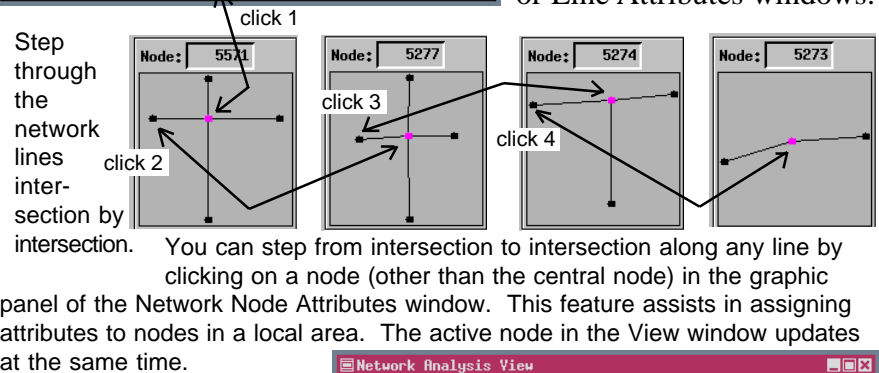 or Line Attributes windows.
click 1
Step
through
the
network
lines
inter-
section by
intersection.
Node: 5571
Node: 5277
Node: 5274
Node: 5273
click 2
click 3
click 4
You can step from intersection to intersection along any line by
clicking on a node (other than the central node) in the graphic
panel of the Network Node Attributes window. This feature assists in assigning
attributes to nodes in a local area. The active node in the View window updates
at the same time.
Network Analysis View